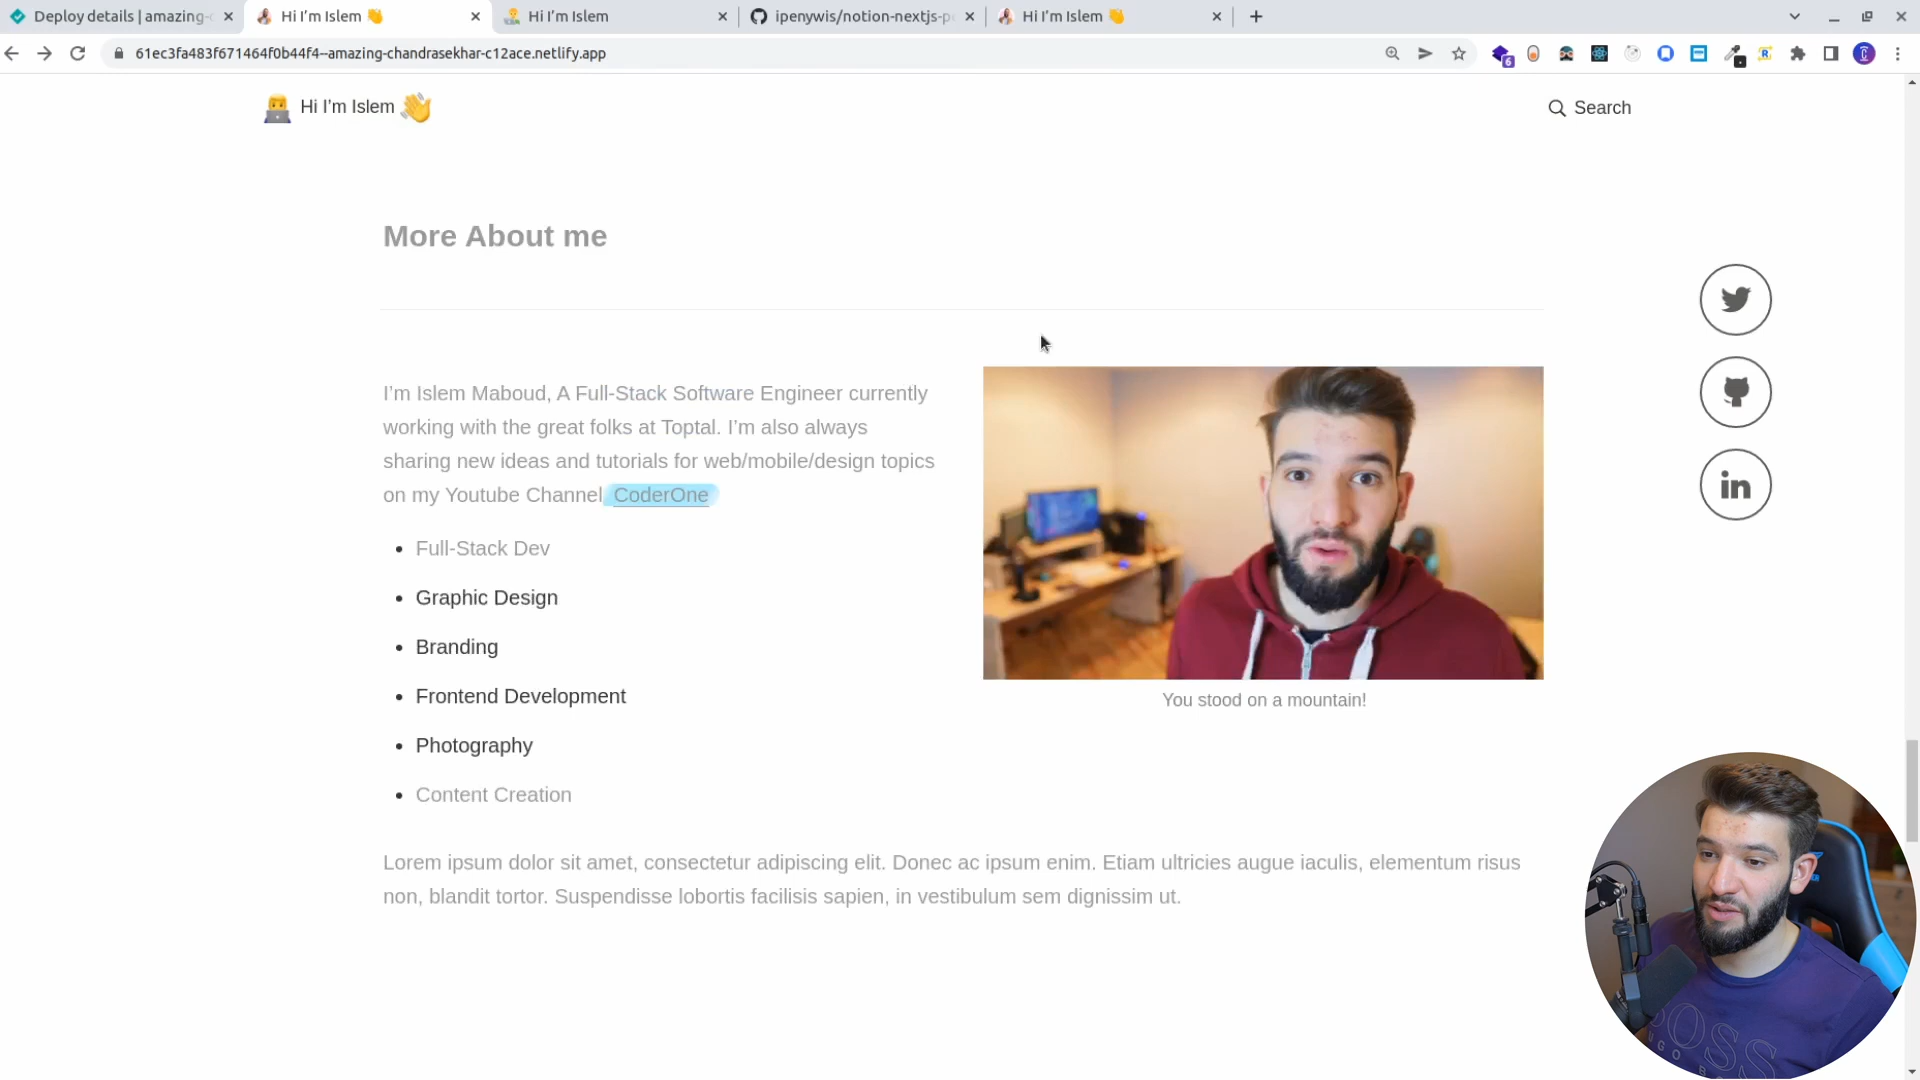 Deploy details | amazing-c
Hi I'm Islem 👋
Hi I'm Islem
ipenywis/notion-nextjs-po
Hi I'm Islem 👋
61ec3fa483f671464f0b44f4--amazing-chandrasekhar-c12ace.netlify.app
6
Hi I'm Islem 👋
Search
More About me
I'm Islem Maboud, A Full-Stack Software Engineer currently
working with the great folks at Toptal. I'm also always
sharing new ideas and tutorials for web/mobile/design topics
on my Youtube Channel CoderOne
• Full-Stack Dev
• Graphic Design
• Branding
• Frontend Development
• Photography
• Content Creation
You stood on a mountain!
in
Lorem ipsum dolor sit amet, consectetur adipiscing elit. Donec ac ipsum enim. Etiam ultricies augue iaculis, elementum risus
non, blandit tortor. Suspendisse lobortis facilisis sapien, in vestibulum sem dignissim ut.
BOSS